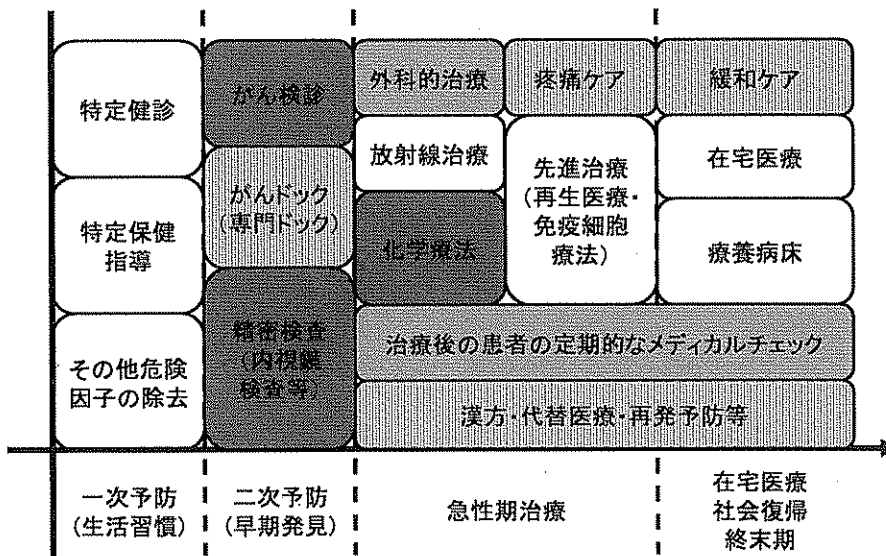 特定健診
特定保健
指導
その他危険
因子の除去
がん検診
がんドック
(専門ドック)
精密検査
(内視鏡
検査等)
外科的治療
放射線治療
化学療法
疼痛ケア
先進治療
(再生医療・
免疫細胞
療法)
緩和ケア
在宅医療
療養病床
治療後の患者の定期的なメディカルチェック
漢方・代替医療・再発予防等
一次予防
(生活習慣)
二次予防
(早期発見)
急性期治療
在宅医療
社会復帰
終末期